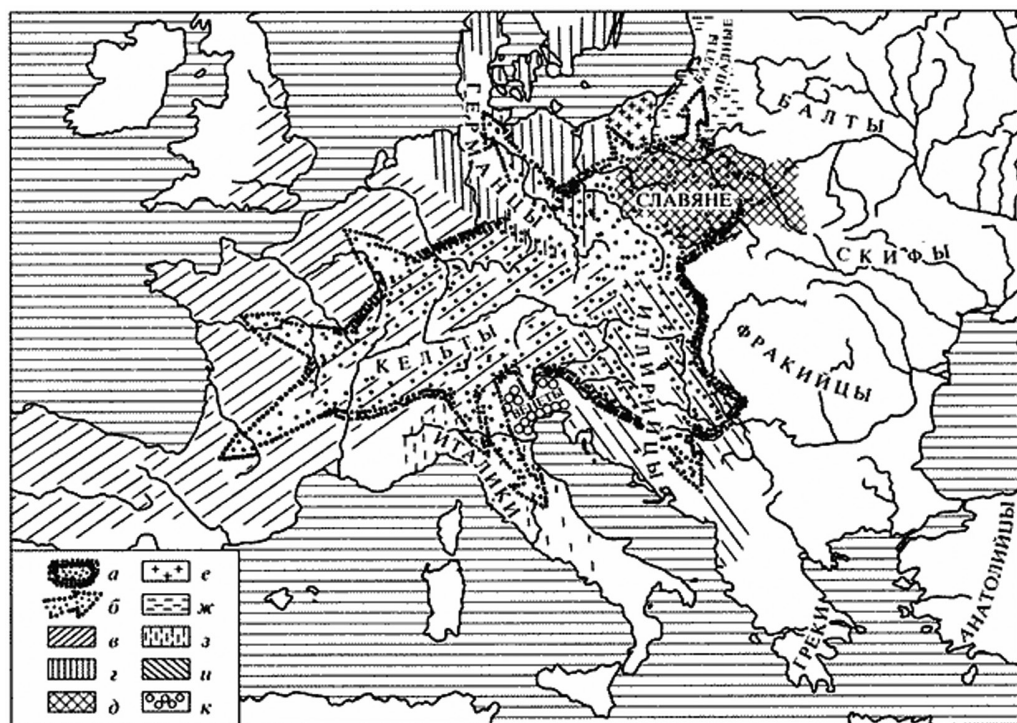 БАЛТЫ
ЗАПАДНЫЕ
БАЛТЫ
ГЕРМАНЦЫ
СЛАВЯНЕ
СКИФЫ
КЕЛЬТЫ
ИЛЛИРИЙЦЫ
ФРАКИЙЦЫ
ВЕНЕТЫ
ИТАЛИКИ
ГРЕКИ
АНАТОЛИЙЦЫ
а е
б ж
в з
г и
д к